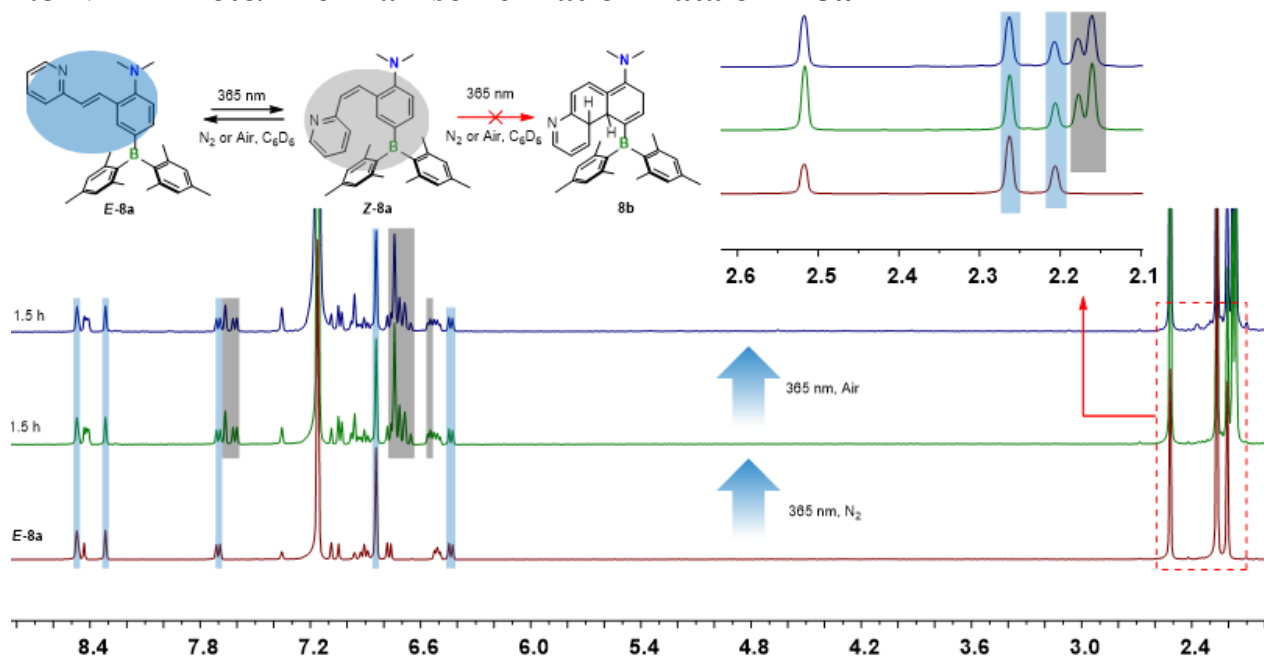 N
N
365 nm
N2 or Air, C6D6
B
E-8a
N
N
B
Z-8a
365 nm
N2 or Air, C6D6
N
H
N
H
B
8b
2.6 2.5 2.4 2.3 2.2 2.1
1.5 h
365 nm, Air
1.5 h
365 nm, N2
E-8a
8.4 7.8 7.2 6.6 6.0 5.4 4.8 4.2 3.6 3.0 2.4